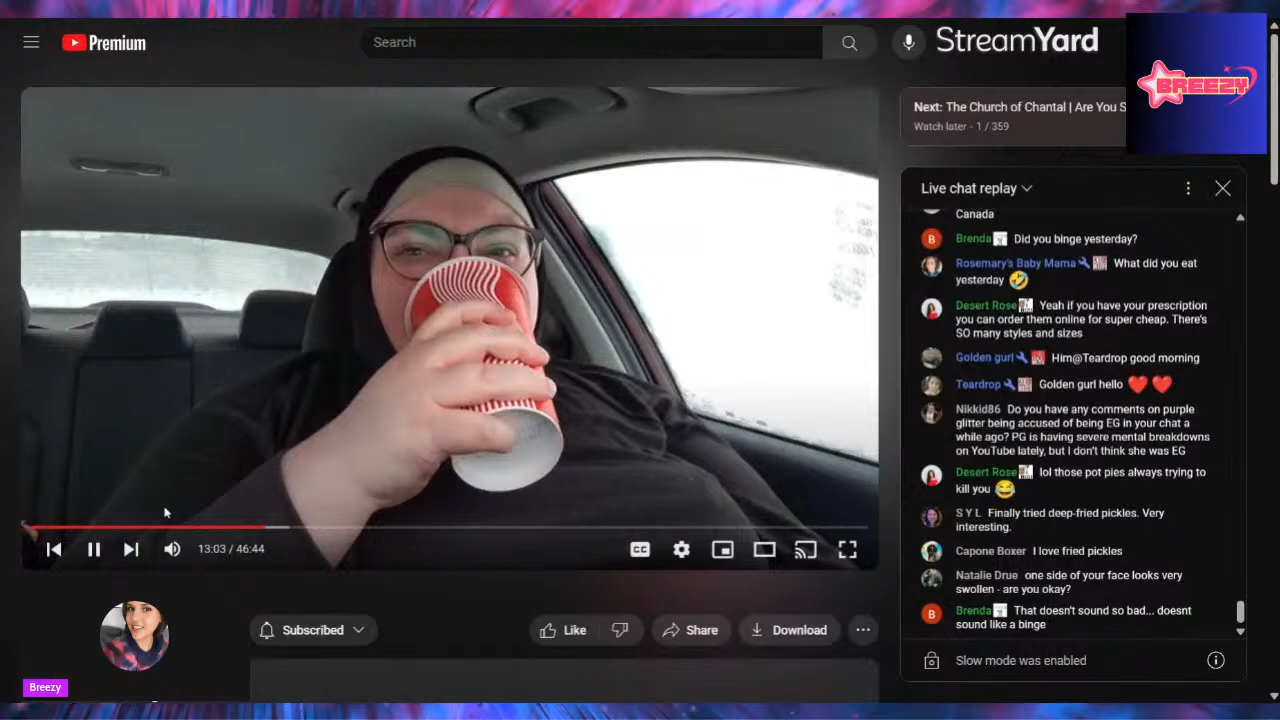 Premium
Search
StreamYard
BREEZY
Next: The Church of Chantal | Are You S
Watch later - 1 / 359
Live chat replay
Canada
B Brenda Did you binge yesterday?
Rosemary's Baby Mama What did you eat
yesterday 🤣
Desert Rose Yeah if you have your prescription
you can order them online for super cheap. There's
SO many styles and sizes
Golden gurl Him@Teardrop good morning
Teardrop Golden gurl hello ❤️ ❤️
Nikkid86 Do you have any comments on purple
glitter being accused of being EG in your chat a
while ago? PG is having severe mental breakdowns
on YouTube lately, but I don't think she was EG
Desert Rose lol those pot pies always trying to
kill you 😂
S Y L Finally tried deep-fried pickles. Very
interesting.
Capone Boxer I love fried pickles
Natalie Drue one side of your face looks very
swollen - are you okay?
B Brenda That doesn't sound so bad... doesnt
sound like a binge
Slow mode was enabled
13:03 / 46:44
CC
Subscribed
Like
Share
Download
Breezy